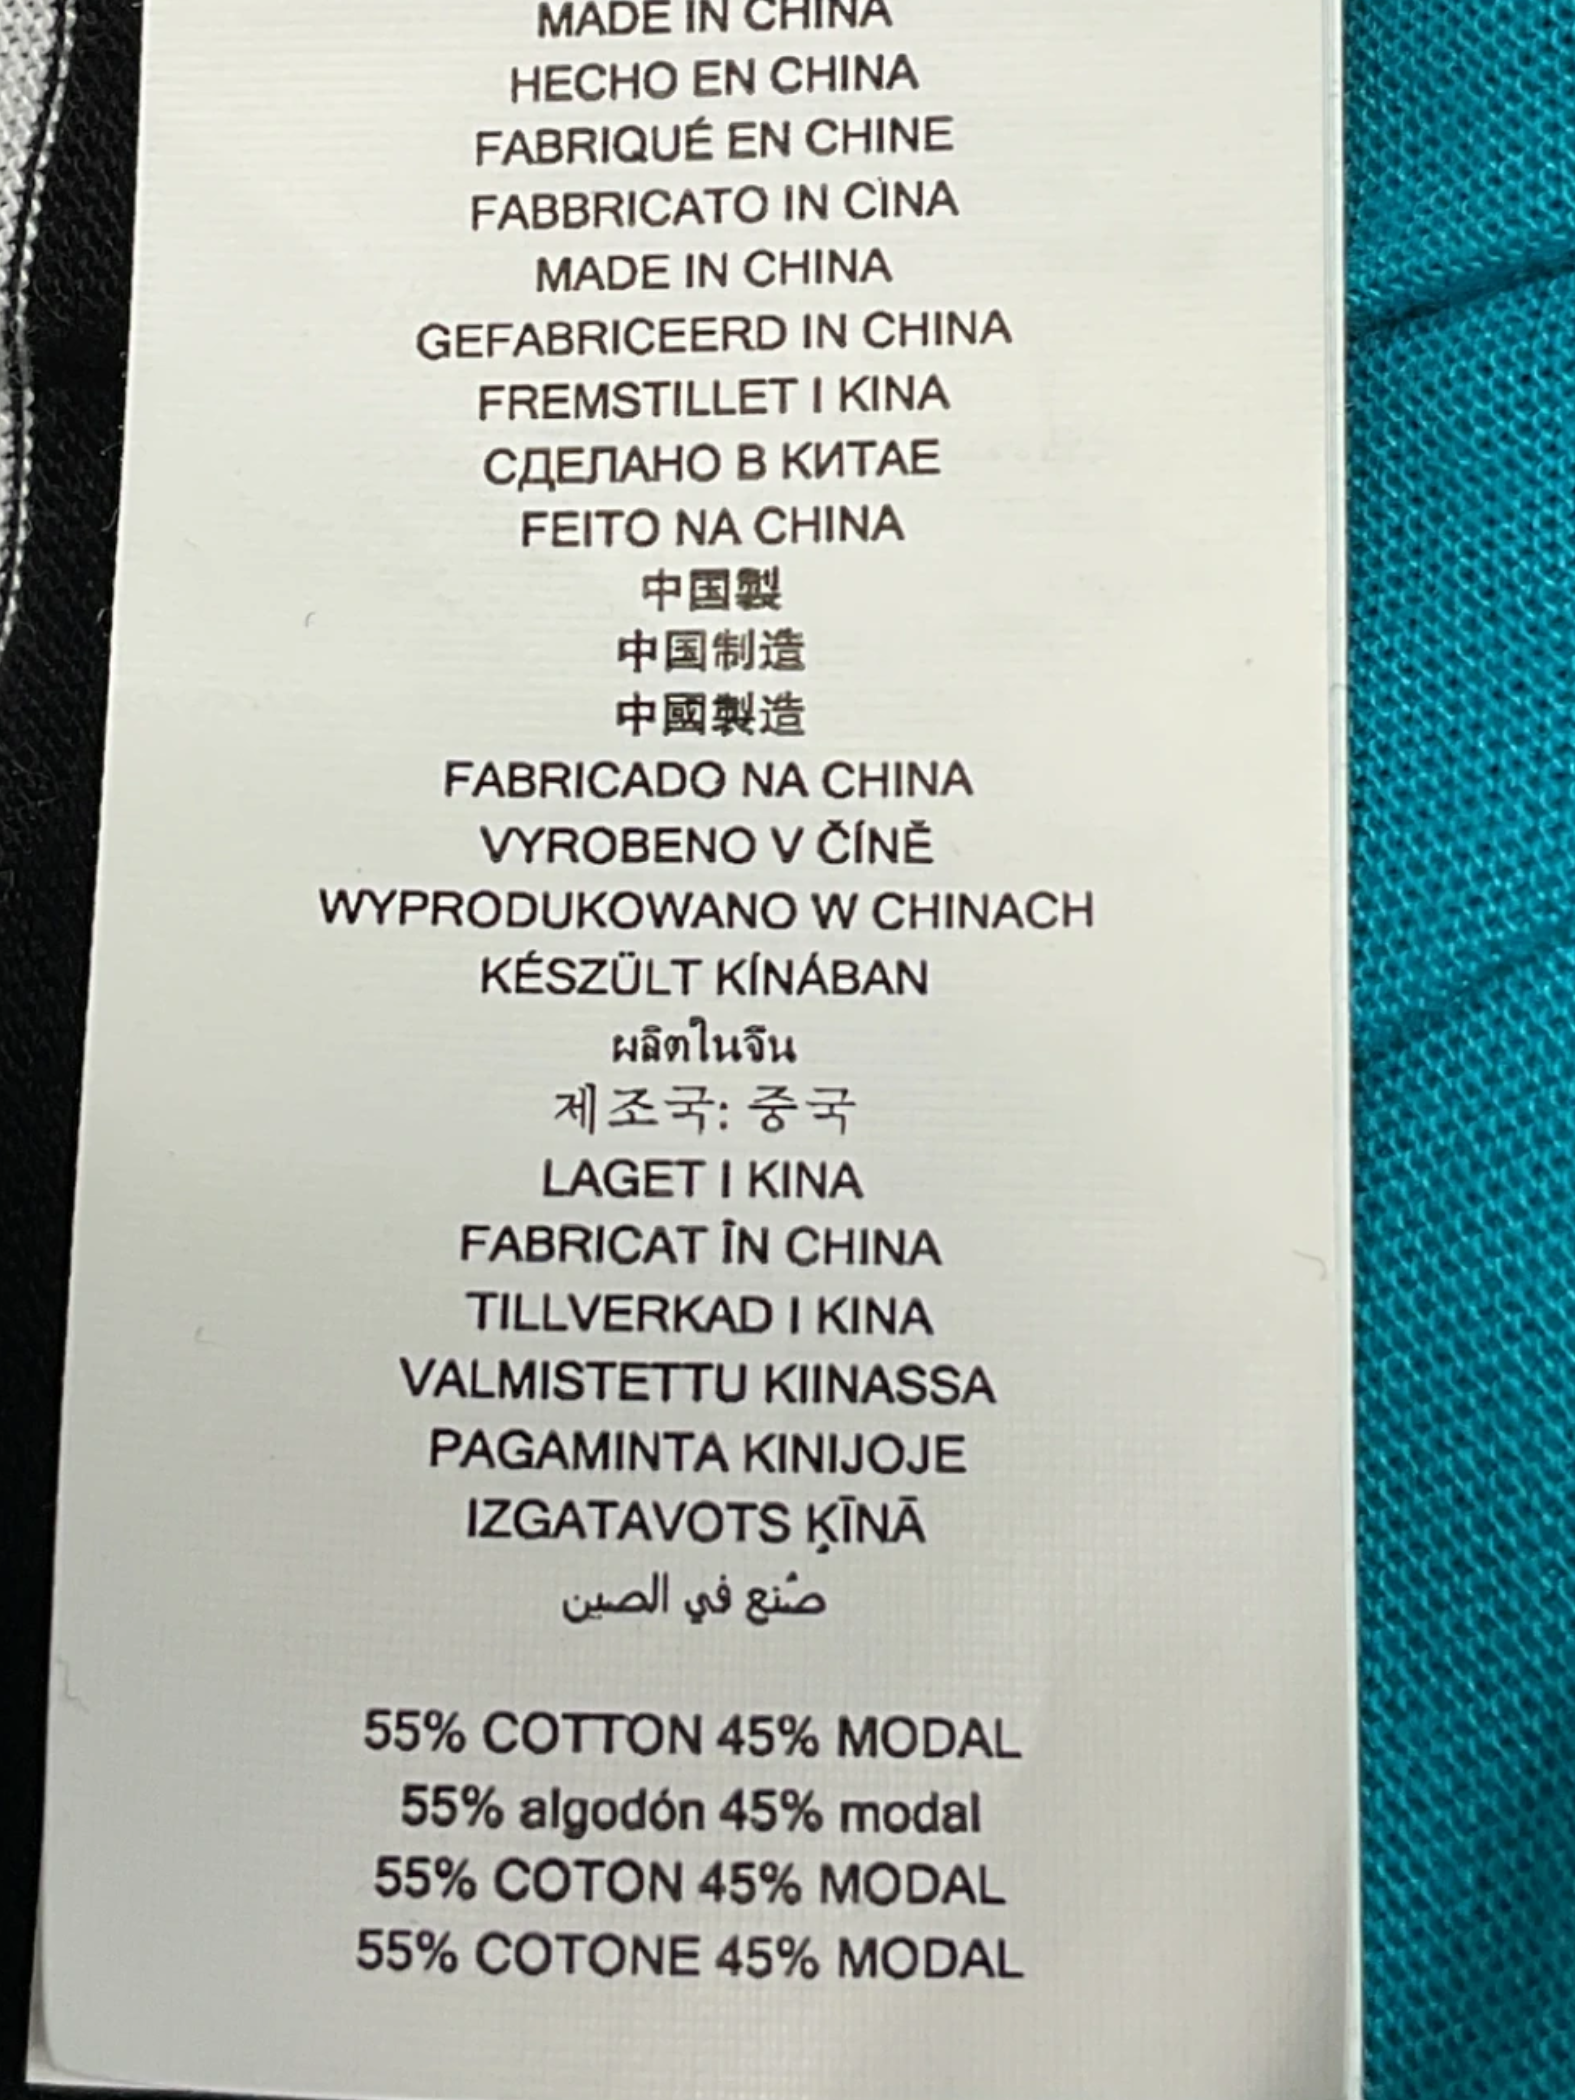 MADE IN CHINA
HECHO EN CHINA
FABRIQUÉ EN CHINE
FABBRICATO IN CINA
MADE IN CHINA
GEFABRICEERD IN CHINA
FREMSTILLET I KINA
СДЕЛАНО В КИТАЕ
FEITO NA CHINA
中国製
中国制造
中國製造
FABRICADO NA CHINA
VYROBENO V ČÍNĚ
WYPRODUKOWANO W CHINACH
KÉSZÜLT KÍNÁBAN
ผลิตในจีน
제조국: 중국
LAGET I KINA
FABRICAT ÎN CHINA
TILLVERKAD I KINA
VALMISTETTU KIINASSA
PAGAMINTA KINIJOJE
IZGATAVOTS ĶĪNĀ
صُنع في الصين
55% COTTON 45% MODAL
55% algodón 45% modal
55% COTON 45% MODAL
55% COTONE 45% MODAL